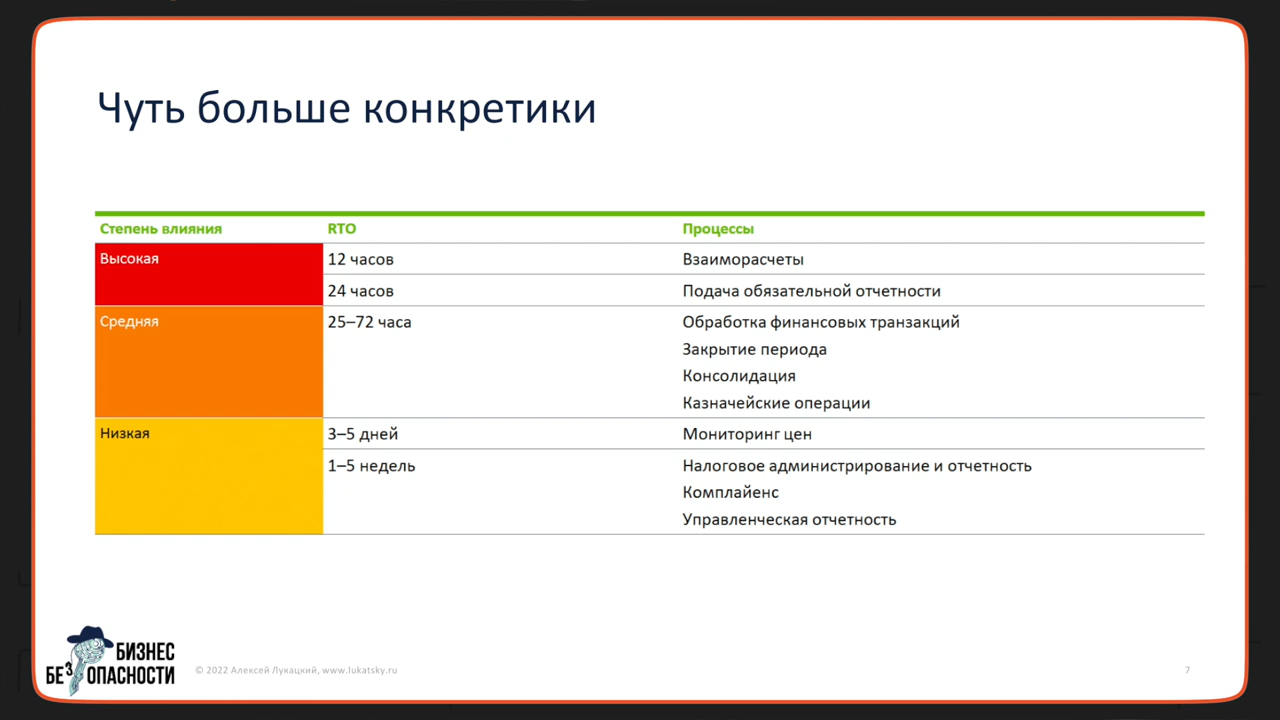 Чуть больше конкретики
Степень влияния RTO Процессы
Высокая 12 часов Взаиморасчеты
24 часов Подача обязательной отчетности
Средняя 25–72 часа Обработка финансовых транзакций
Закрытие периода
Консолидация
Казначейские операции
Низкая 3–5 дней Мониторинг цен
1–5 недель Налоговое администрирование и отчетность
Комплайенс
Управленческая отчетность
БИЗНЕС
БЕЗОПАСНОСТИ
© 2022 Алексей Лукацкий, www.lukatsky.ru
7